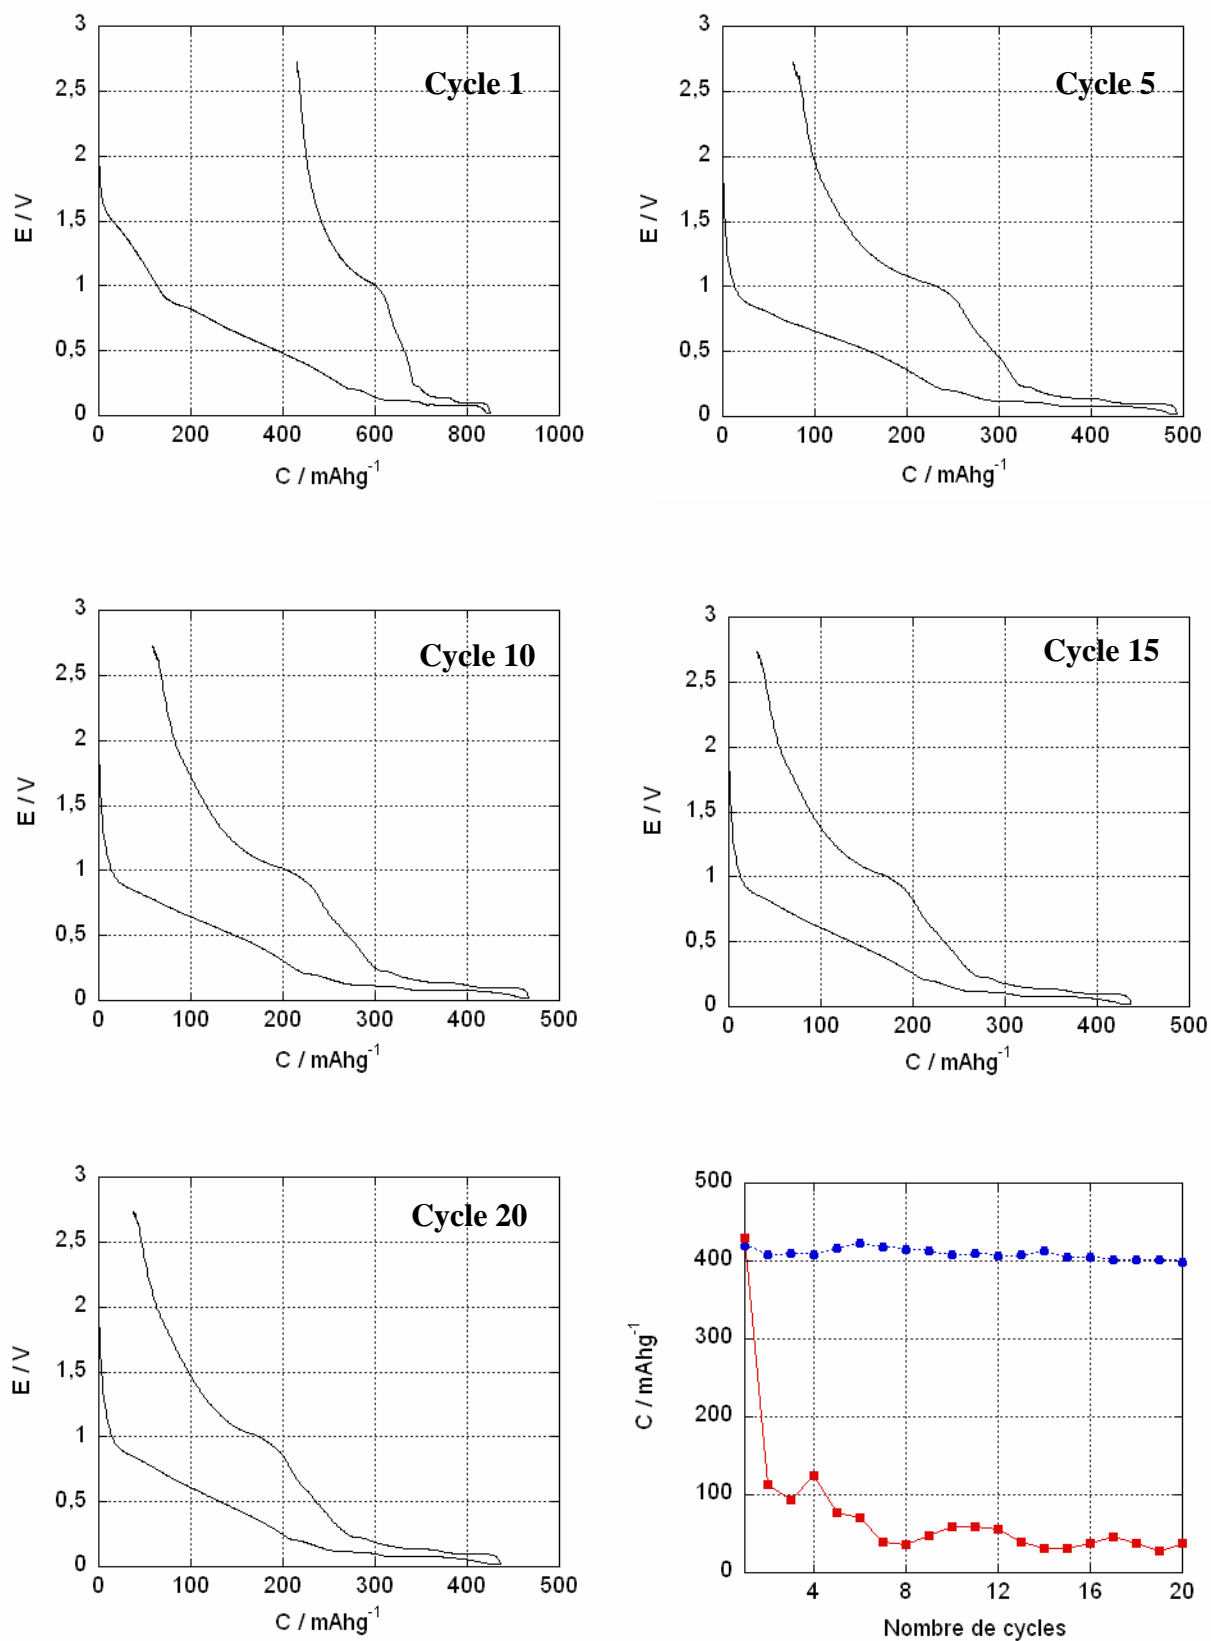 Cycle 1
3
2,5
2
1,5
1
0,5
0
E / V
0 200 400 600 800 1000
C / mAhg-1
Cycle 5
3
2,5
2
1,5
1
0,5
0
E / V
0 100 200 300 400 500
C / mAhg-1
Cycle 10
3
2,5
2
1,5
1
0,5
0
E / V
0 100 200 300 400 500
C / mAhg-1
Cycle 15
3
2,5
2
1,5
1
0,5
0
E / V
0 100 200 300 400 500
C / mAhg-1
Cycle 20
3
2,5
2
1,5
1
0,5
0
E / V
0 100 200 300 400 500
C / mAhg-1
500
400
300
200
100
0
C / mAhg-1
4 8 12 16 20
Nombre de cycles